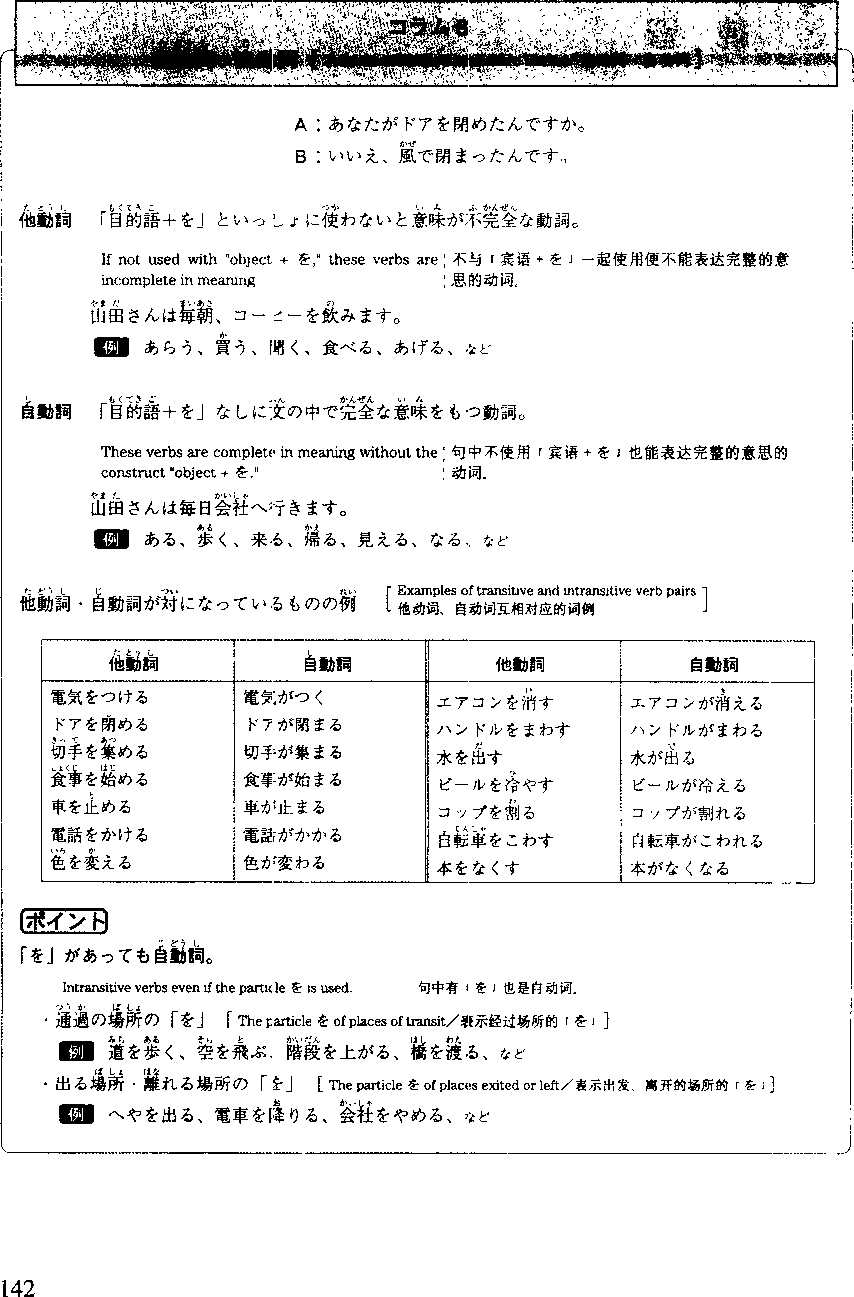 コラム8
A：あなたがドアを閉めたんですか。
B：いいえ、風で閉まったんです。
他動詞 「目的語＋を」といっしょに使わないと意味が不完全な動詞。
If not used with "object + を," these verbs are incomplete in meaning
不与「宾语+を」一起使用便不能表达完整的意思的动词.
山田さんは毎朝、コーヒーを飲みます。
例 あらう、買う、聞く、食べる、あげる、など
自動詞 「目的語＋を」なしに文の中で完全な意味をもつ動詞。
These verbs are complete in meaning without the construct "object + を."
句中不使用「宾语+を」也能表达完整的意思的动词.
山田さんは毎日会社へ行きます。
例 ある、歩く、来る、帰る、見える、なる、など
他動詞・自動詞が対になっているものの例
[Examples of transitive and intransitive verb pairs
他动词、自动词互相对应的词例]
他動詞 自動詞 他動詞 自動詞
電気をつける 電気がつく エアコンを消す エアコンが消える
ドアを閉める ドアが閉まる ハンドルをまわす ハンドルがまわる
切手を集める 切手が集まる 水を出す 水が出る
食事を始める 食事が始まる ビールを冷やす ビールが冷える
車を止める 車が止まる コップを割る コップが割れる
電話をかける 電話がかかる 自転車をこわす 自転車がこわれる
色を変える 色が変わる 本をなくす 本がなくなる
ポイント
「を」があっても自動詞。
Intransitive verbs even if the particle を is used. 句中有「を」也是自动词.
・通過の場所の「を」 [The particle を of places of transit／表示经过场所的「を」]
例 道を歩く、空を飛ぶ、階段を上がる、橋を渡る、など
・出る場所・離れる場所の「を」 [The particle を of places exited or left／表示出发、离开的场所的「を」]
例 へやを出る、電車を降りる、会社をやめる、など
142